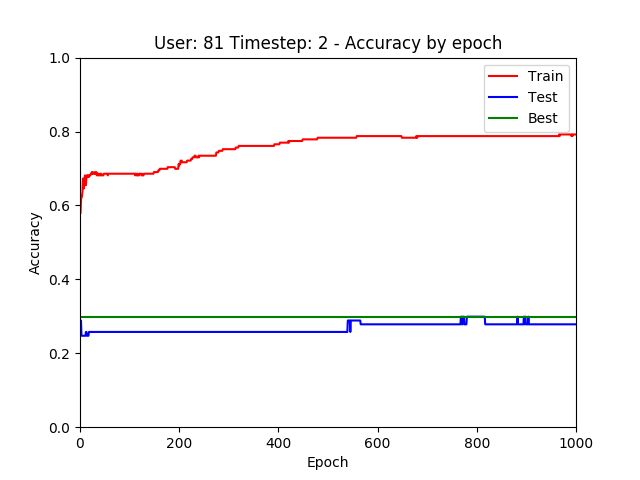 User: 81 Timestep: 2 - Accuracy by epoch
1.0
0.8
0.6
0.4
0.2
0.0
Accuracy
Train
Test
Best
0 200 400 600 800 1000
Epoch